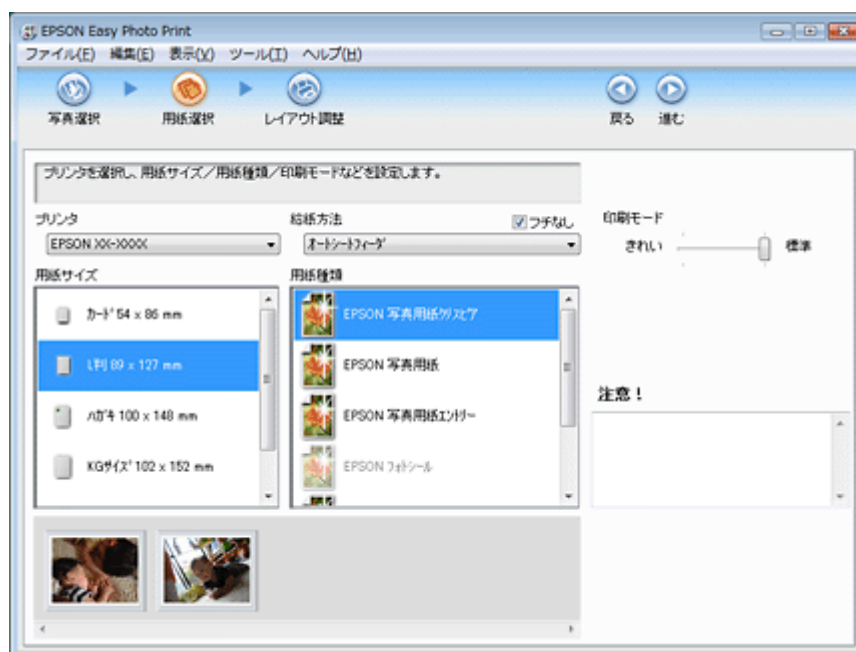 EPSON Easy Photo Print
ファイル(F) 編集(E) 表示(V) ツール(T) ヘルプ(H)
写真選択 用紙選択 レイアウト調整 戻る 進む
プリンタを選択し、用紙サイズ／用紙種類／印刷モードなどを設定します。
プリンタ 給紙方法 フチなし 印刷モード
EPSON XX-XXXX オートシートフィーダ きれい 標準
用紙サイズ 用紙種類
カード 54 x 86 mm EPSON 写真用紙クリスピア
L判 89 x 127 mm EPSON 写真用紙
注意！
ハガキ 100 x 148 mm EPSON 写真用紙エントリー
KGサイズ 102 x 152 mm EPSON フォトシール